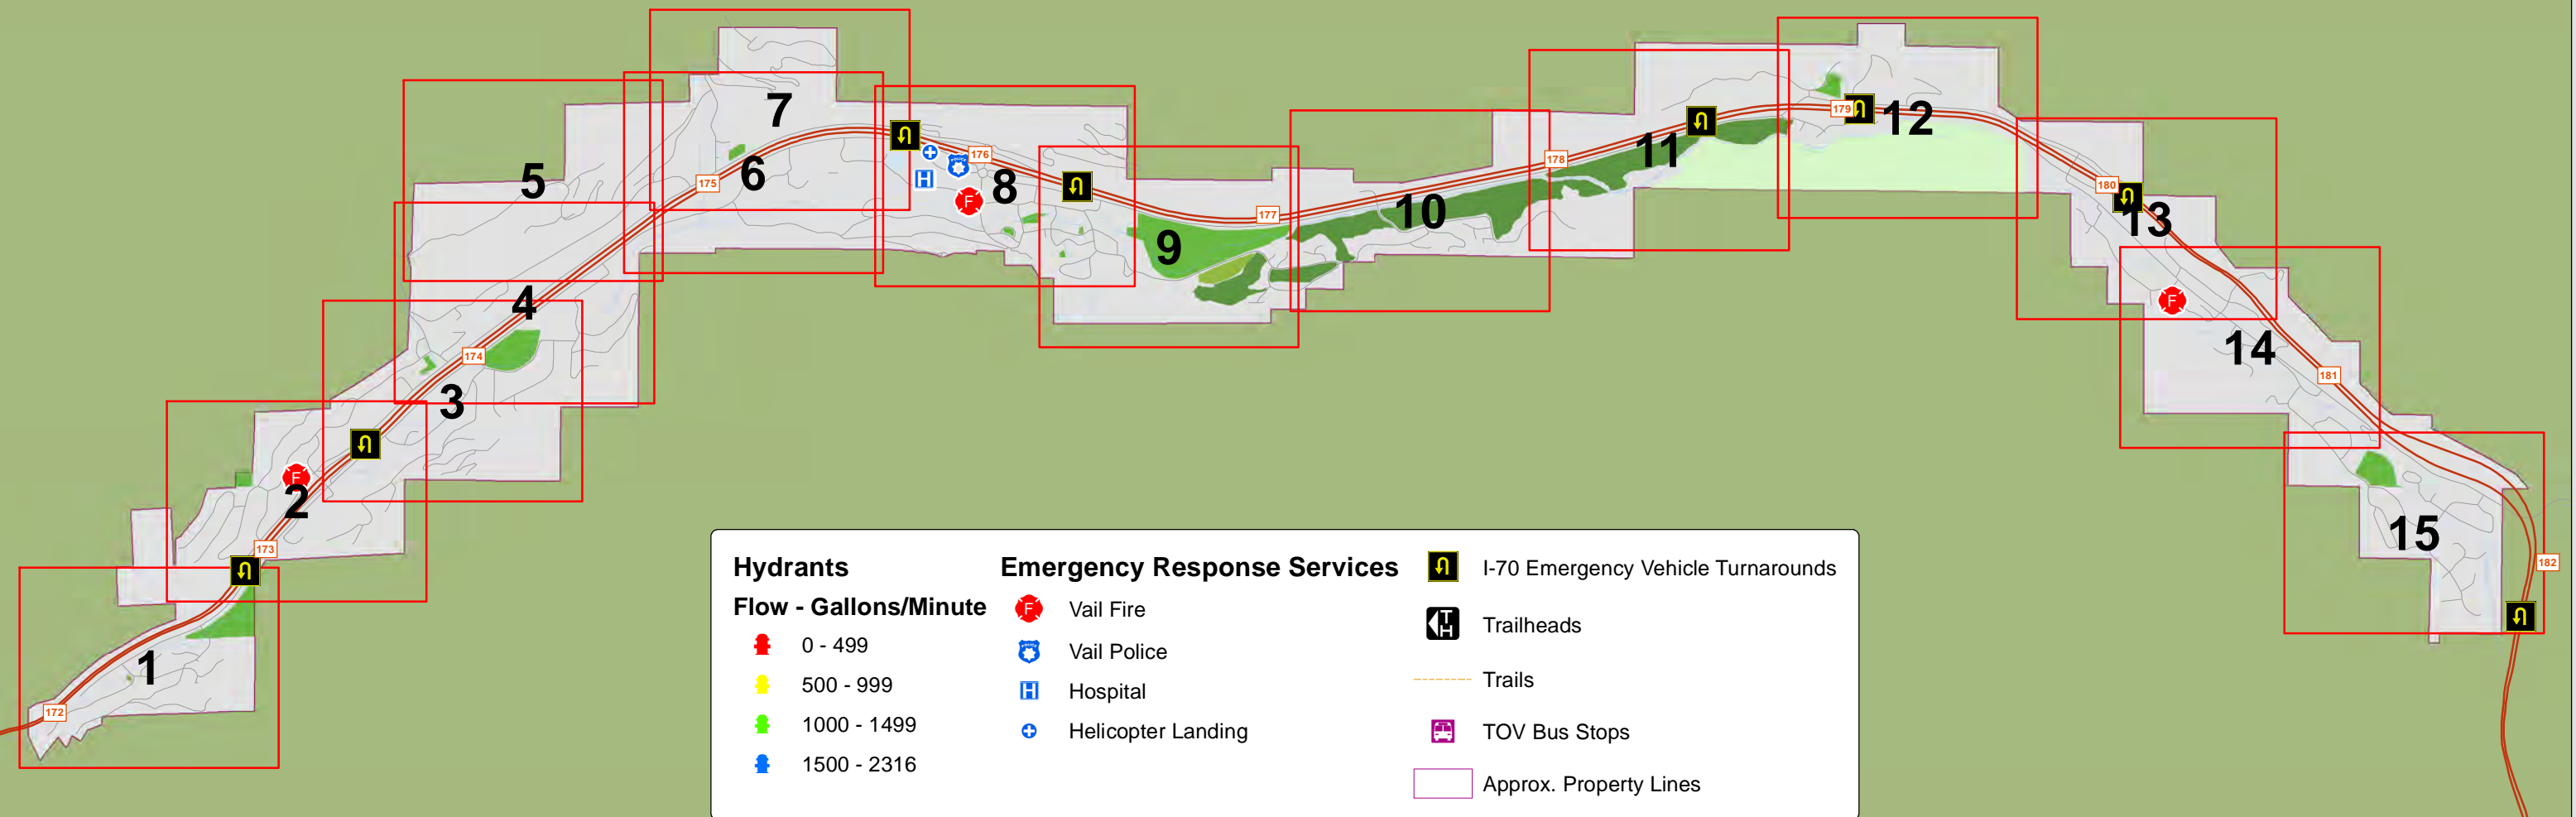 7
5
6
175
176
H
F
8
177
9
10
178
11
179
12
180
13
F
14
181
15
182
4
174
3
F
2
173
1
172
Hydrants
Flow - Gallons/Minute
0 - 499
500 - 999
1000 - 1499
1500 - 2316
Emergency Response Services
F Vail Fire
Vail Police
H Hospital
Helicopter Landing
I-70 Emergency Vehicle Turnarounds
TH Trailheads
Trails
TOV Bus Stops
Approx. Property Lines